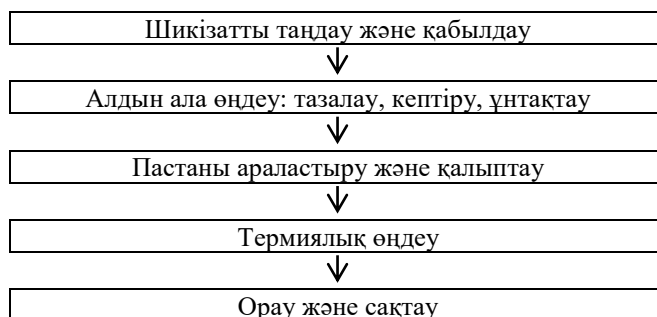 Шикізатты таңдау және қабылдау
Алдын ала өңдеу: тазалау, кептіру, ұнтақтау
Пастаны араластыру және қалыптау
Термиялық өңдеу
Орау және сақтау